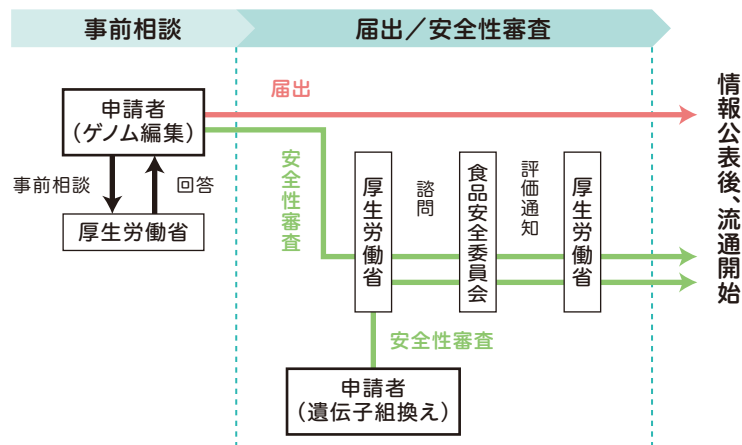 事前相談
届出／安全性審査
申請者
（ゲノム編集）
事前相談
回答
厚生労働省
届出
安全性審査
厚生労働省
諮問
食品安全委員会
評価通知
厚生労働省
安全性審査
申請者
（遺伝子組換え）
情報公表後、流通開始